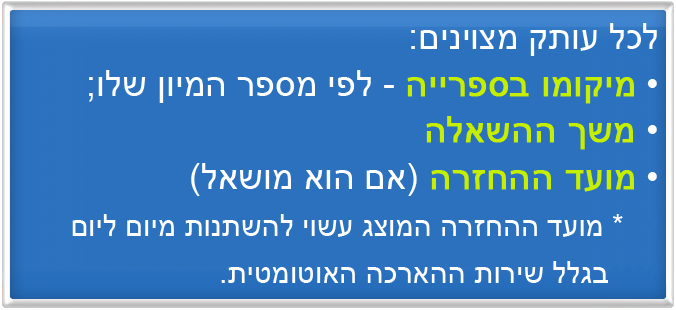 לכל עותק מצוינים:
• מיקומו בספרייה - לפי מספר המיון שלו;
• משך ההשאלה
• מועד ההחזרה (אם הוא מושאל)
* מועד ההחזרה המוצג עשוי להשתנות מיום ליום
בגלל שירות ההארכה האוטומטית.